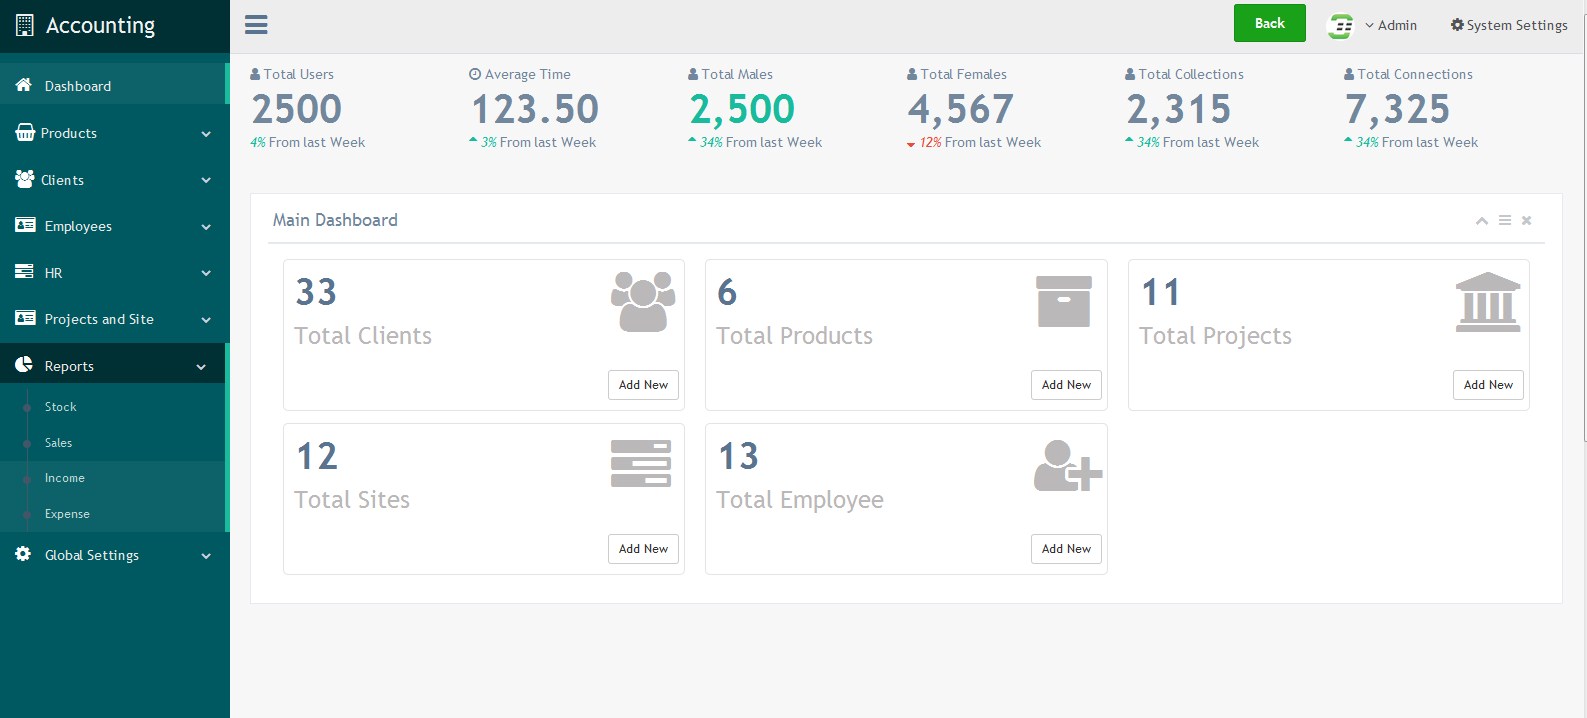 Accounting
Back
Admin
System Settings
Dashboard
Products
Clients
Employees
HR
Projects and Site
Reports
Stock
Sales
Income
Expense
Global Settings
Total Users
2500
4% From last Week
Average Time
123.50
3% From last Week
Total Males
2,500
34% From last Week
Total Females
4,567
12% From last Week
Total Collections
2,315
34% From last Week
Total Connections
7,325
34% From last Week
Main Dashboard
33
Total Clients
Add New
6
Total Products
Add New
11
Total Projects
Add New
12
Total Sites
Add New
13
Total Employee
Add New